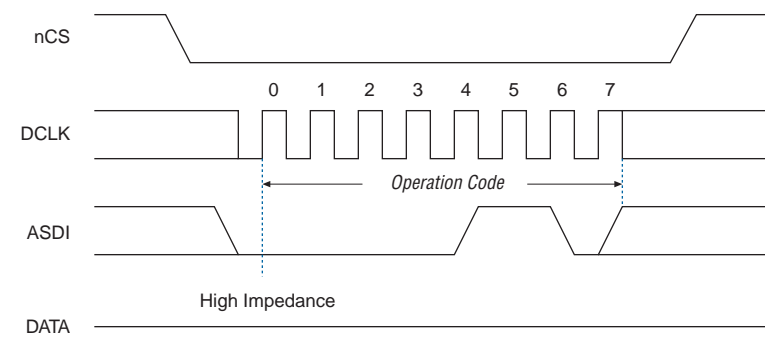 nCS
0 1 2 3 4 5 6 7
DCLK
Operation Code
ASDI
High Impedance
DATA